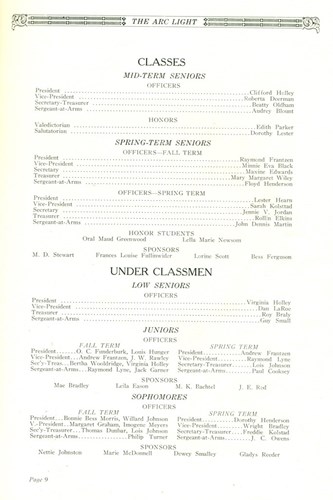 THE ARC LIGHT
CLASSES
MID-TERM SENIORS
OFFICERS
President Clifford Holley
Vice-President Roberta Doorman
Secretary-Treasurer Beatty Oldham
Sergeant-at-Arms Audrey Blount
HONORS
Valedictorian Edith Parker
Salutatorian Dorothy Lester
SPRING-TERM SENIORS
OFFICERS—FALL TERM
President Raymond Frantzen
Vice-President Minnie Eva Black
Secretary Maxine Edwards
Treasurer Mary Margaret Wiley
Sergeant-at-Arms Floyd Henderson
OFFICERS—SPRING TERM
President Lester Hearn
Vice-President Sarah Kolstad
Secretary Jennie V. Jordan
Treasurer Rollin Elkins
Sergeant-at-Arms John Dennis Martin
HONOR STUDENTS
Oral Maud Greenwood Lella Marie Newsom
SPONSORS
M. D. Stewart Frances Louise Fullinwider Lorine Scott Bess Ferguson
UNDER CLASSMEN
LOW SENIORS
OFFICERS
President Virginia Holley
Vice-President Dan LaRoe
Treasurer Roy Braly
Sergeant-at-Arms Guy Small
JUNIORS
OFFICERS
FALL TERM
President O. C. Funderburk, Louis Hunger
Vice-President Andrew Frantzen, J. W. Rawley
Sec'y-Treas. Bertha Wooldridge, Virginia Holley
Sergeant-at-Arms Raymond Lyne, Jack Garner
SPRING TERM
President Andrew Frantzen
Vice-President Raymond Lyne
Secretary-Treasurer Lois Johnson
Sergeant-at-Arms Paul Cooksey
SPONSORS
Mae Bradley Lella Eason M. K. Bachtel J. E. Rod
SOPHOMORES
OFFICERS
FALL TERM
President Bonnie Bess Morris, Willard Johnson
V.-President Margaret Graham, Imogene Meyers
Sec'y-Treasurer Thomas Dunbar, Lois Johnson
Sergeant-at-Arms Philip Turner
SPRING TERM
President Dorothy Henderson
Vice-President Wright Bradley
Secretary-Treasurer Freddie Kolstad
Sergeant-at-Arms J. C. Owens
SPONSORS
Nettie Johnston Marie McDonnell Dewey Smalley Gladys Reeder
Page 9